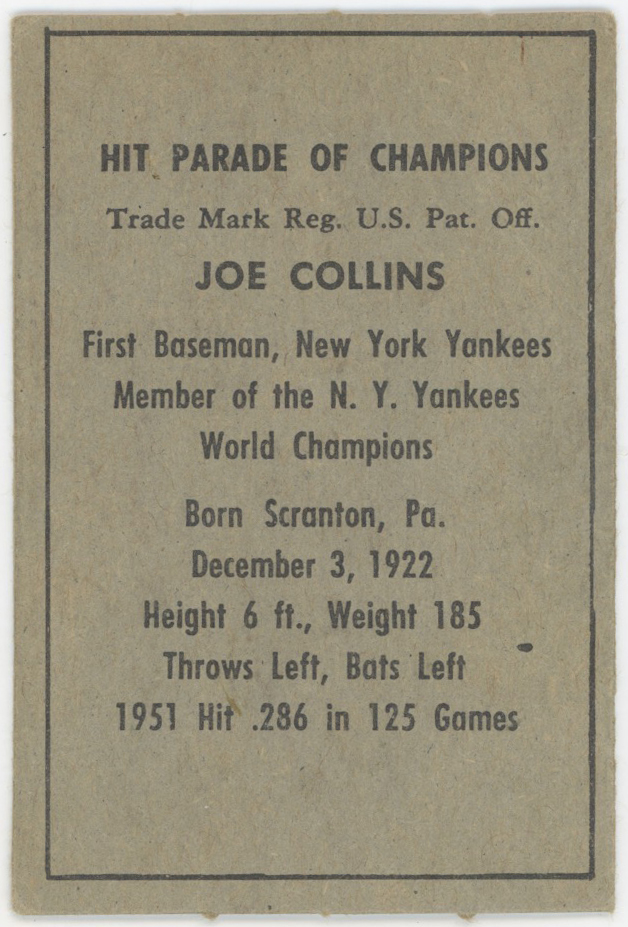 HIT PARADE OF CHAMPIONS
Trade Mark Reg. U.S. Pat. Off.
JOE COLLINS
First Baseman, New York Yankees
Member of the N. Y. Yankees
World Champions
Born Scranton, Pa.
December 3, 1922
Height 6 ft., Weight 185
Throws Left, Bats Left
1951 Hit .286 in 125 Games